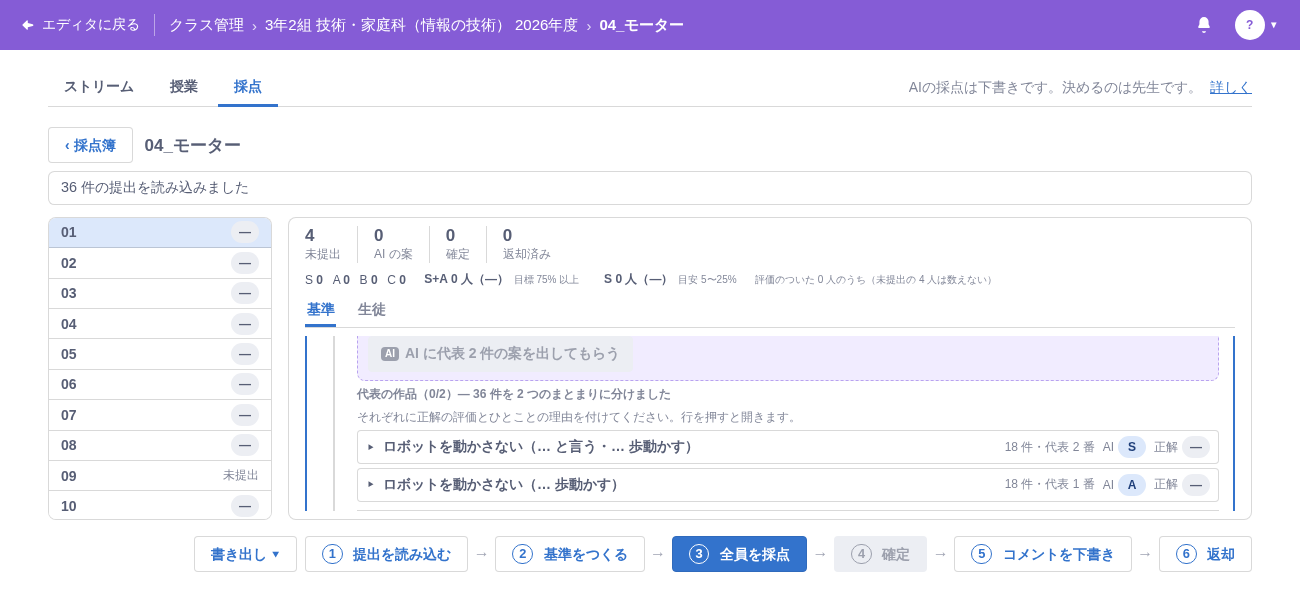 エディタに戻る クラス管理 › 3年2組 技術・家庭科（情報の技術） 2026年度 › 04_モーター ? ▾
ストリーム 授業 採点 AIの採点は下書きです。決めるのは先生です。 詳しく
‹ 採点簿 04_モーター
36 件の提出を読み込みました
01 —
02 —
03 —
04 —
05 —
06 —
07 —
08 —
09 未提出
10 —
4 0 0 0
未提出 AI の案 確定 返却済み
S 0 A 0 B 0 C 0 S+A 0 人（—） 目標 75% 以上 S 0 人（—） 目安 5〜25% 評価のついた 0 人のうち（未提出の 4 人は数えない）
基準 生徒
AI AI に代表 2 件の案を出してもらう
代表の作品（0/2）— 36 件を 2 つのまとまりに分けました
それぞれに正解の評価とひとことの理由を付けてください。行を押すと開きます。
▸ ロボットを動かさない（… と言う・… 歩動かす） 18 件・代表 2 番 AI S 正解 —
▸ ロボットを動かさない（… 歩動かす） 18 件・代表 1 番 AI A 正解 —
書き出し ▾ 1 提出を読み込む → 2 基準をつくる → 3 全員を採点 → 4 確定 → 5 コメントを下書き → 6 返却